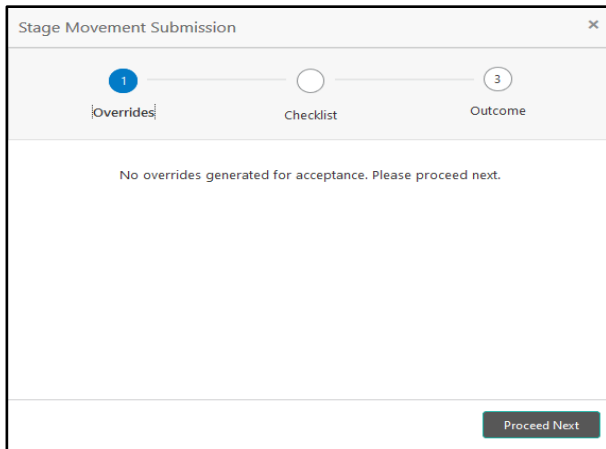 Stage Movement Submission ×
1 3
Overrides Checklist Outcome
No overrides generated for acceptance. Please proceed next.
Proceed Next